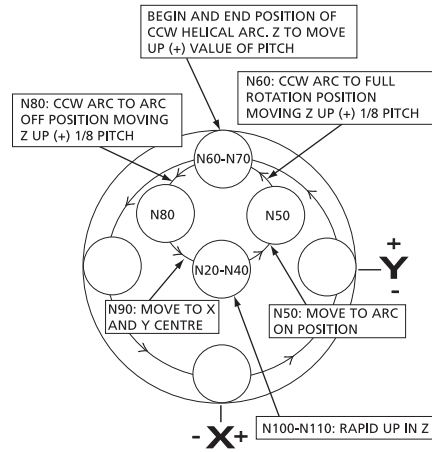 BEGIN AND END POSITION OF
CCW HELICAL ARC. Z TO MOVE
UP (+) VALUE OF PITCH
N60: CCW ARC TO FULL
ROTATION POSITION
MOVING Z UP (+) 1/8 PITCH
N80: CCW ARC TO ARC
OFF POSITION MOVING
Z UP (+) 1/8 PITCH
N60-N70
N80
N50
N20-N40
+
Y
-
N90: MOVE TO X
AND Y CENTRE
N50: MOVE TO ARC
ON POSITION
N100-N110: RAPID UP IN Z
- X +